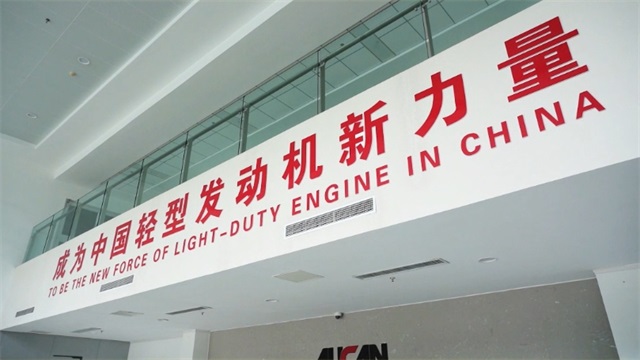 成为中国轻型发动机新力量
TO BE THE NEW FORCE OF LIGHT-DUTY ENGINE IN CHINA